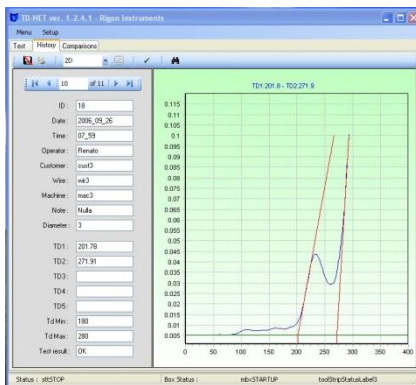 TD-NET ver. 1.2.4.1 - Rigon Instruments
Menu Setup
Test History Comparisons
2D
10 of 11
ID : 18
Date : 2006_09_26
Time : 07_59
Operator : Renato
Customer : cust3
Wire : wir3
Machine : mac3
Note : Nulla
Diameter : 3
TD1 : 201.78
TD2 : 271.91
TD3 :
TD4 :
TD5 :
Td Min : 180
Td Max : 280
Test result : OK
TD1:201.8 - TD2:271.9
0.115
0.11
0.105
0.1
0.095
0.09
0.085
0.08
0.075
0.07
0.065
0.06
0.055
0.05
0.045
0.04
0.035
0.03
0.025
0.02
0.015
0.01
0.005
0 50 100 150 200 250 300 350 400
Status : sttSTOP Box Status : mbxSTARTUP toolStripStatusLabel3